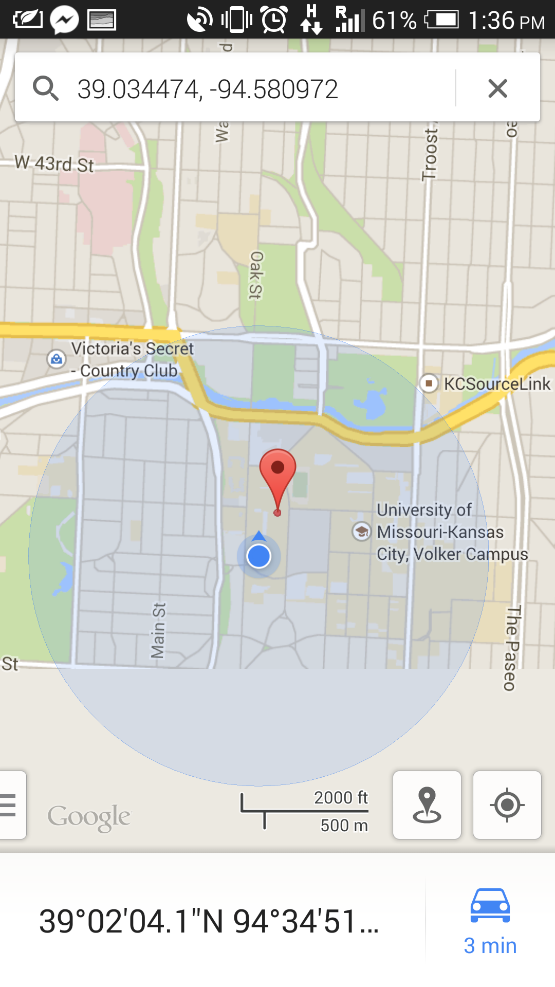 H
R
61%
1:36 PM
39.034474, -94.580972
W 43rd St
Troost
Oak St
Victoria's Secret
- Country Club
KCSourceLink
University of
Missouri-Kansas
City, Volker Campus
Main St
The Paseo
St
2000 ft
500 m
Google
39°02'04.1"N 94°34'51...
3 min